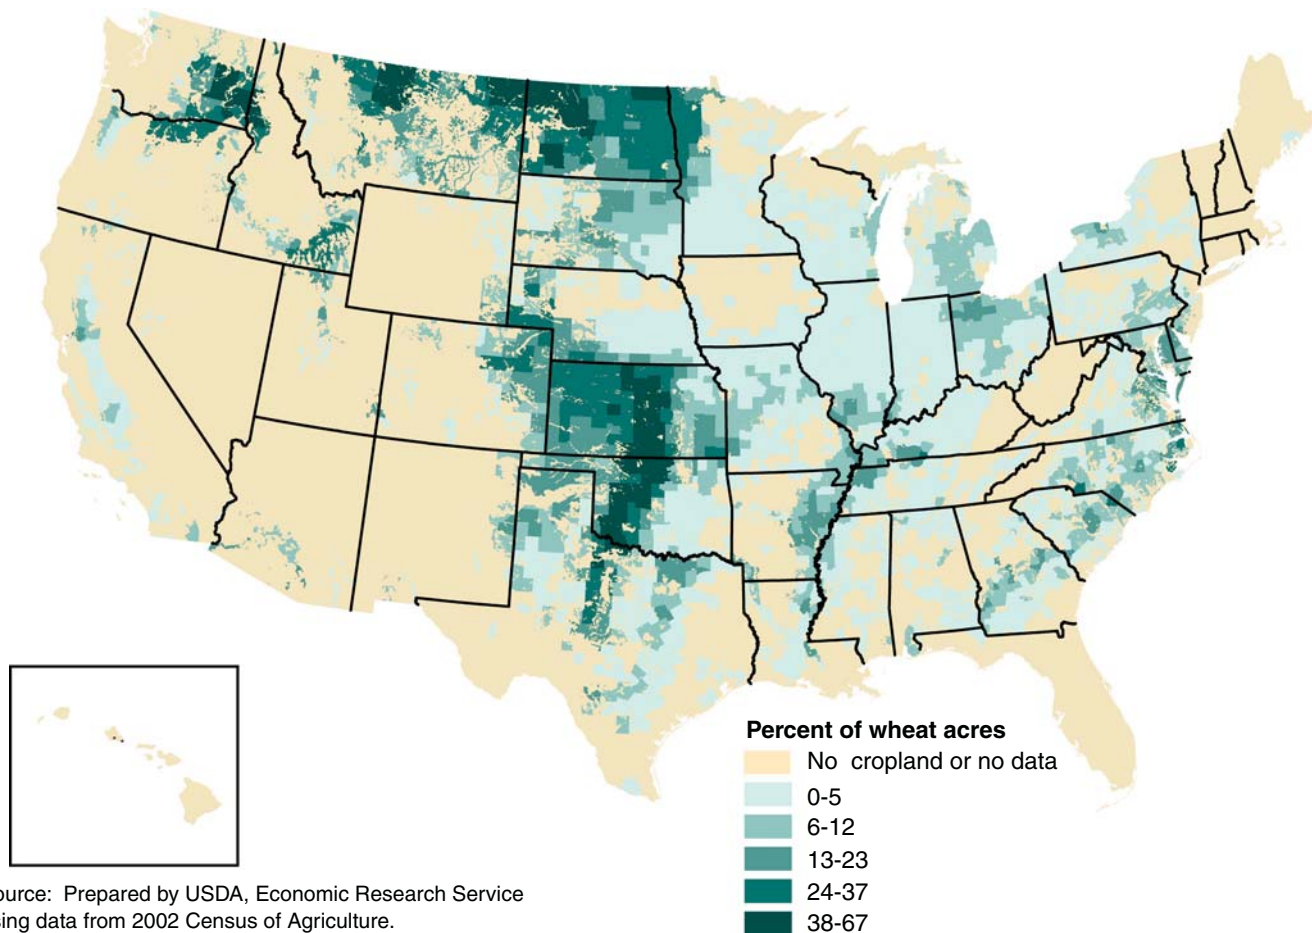 Percent of wheat acres
No cropland or no data
0-5
6-12
13-23
24-37
38-67
ource: Prepared by USDA, Economic Research Service
sing data from 2002 Census of Agriculture.